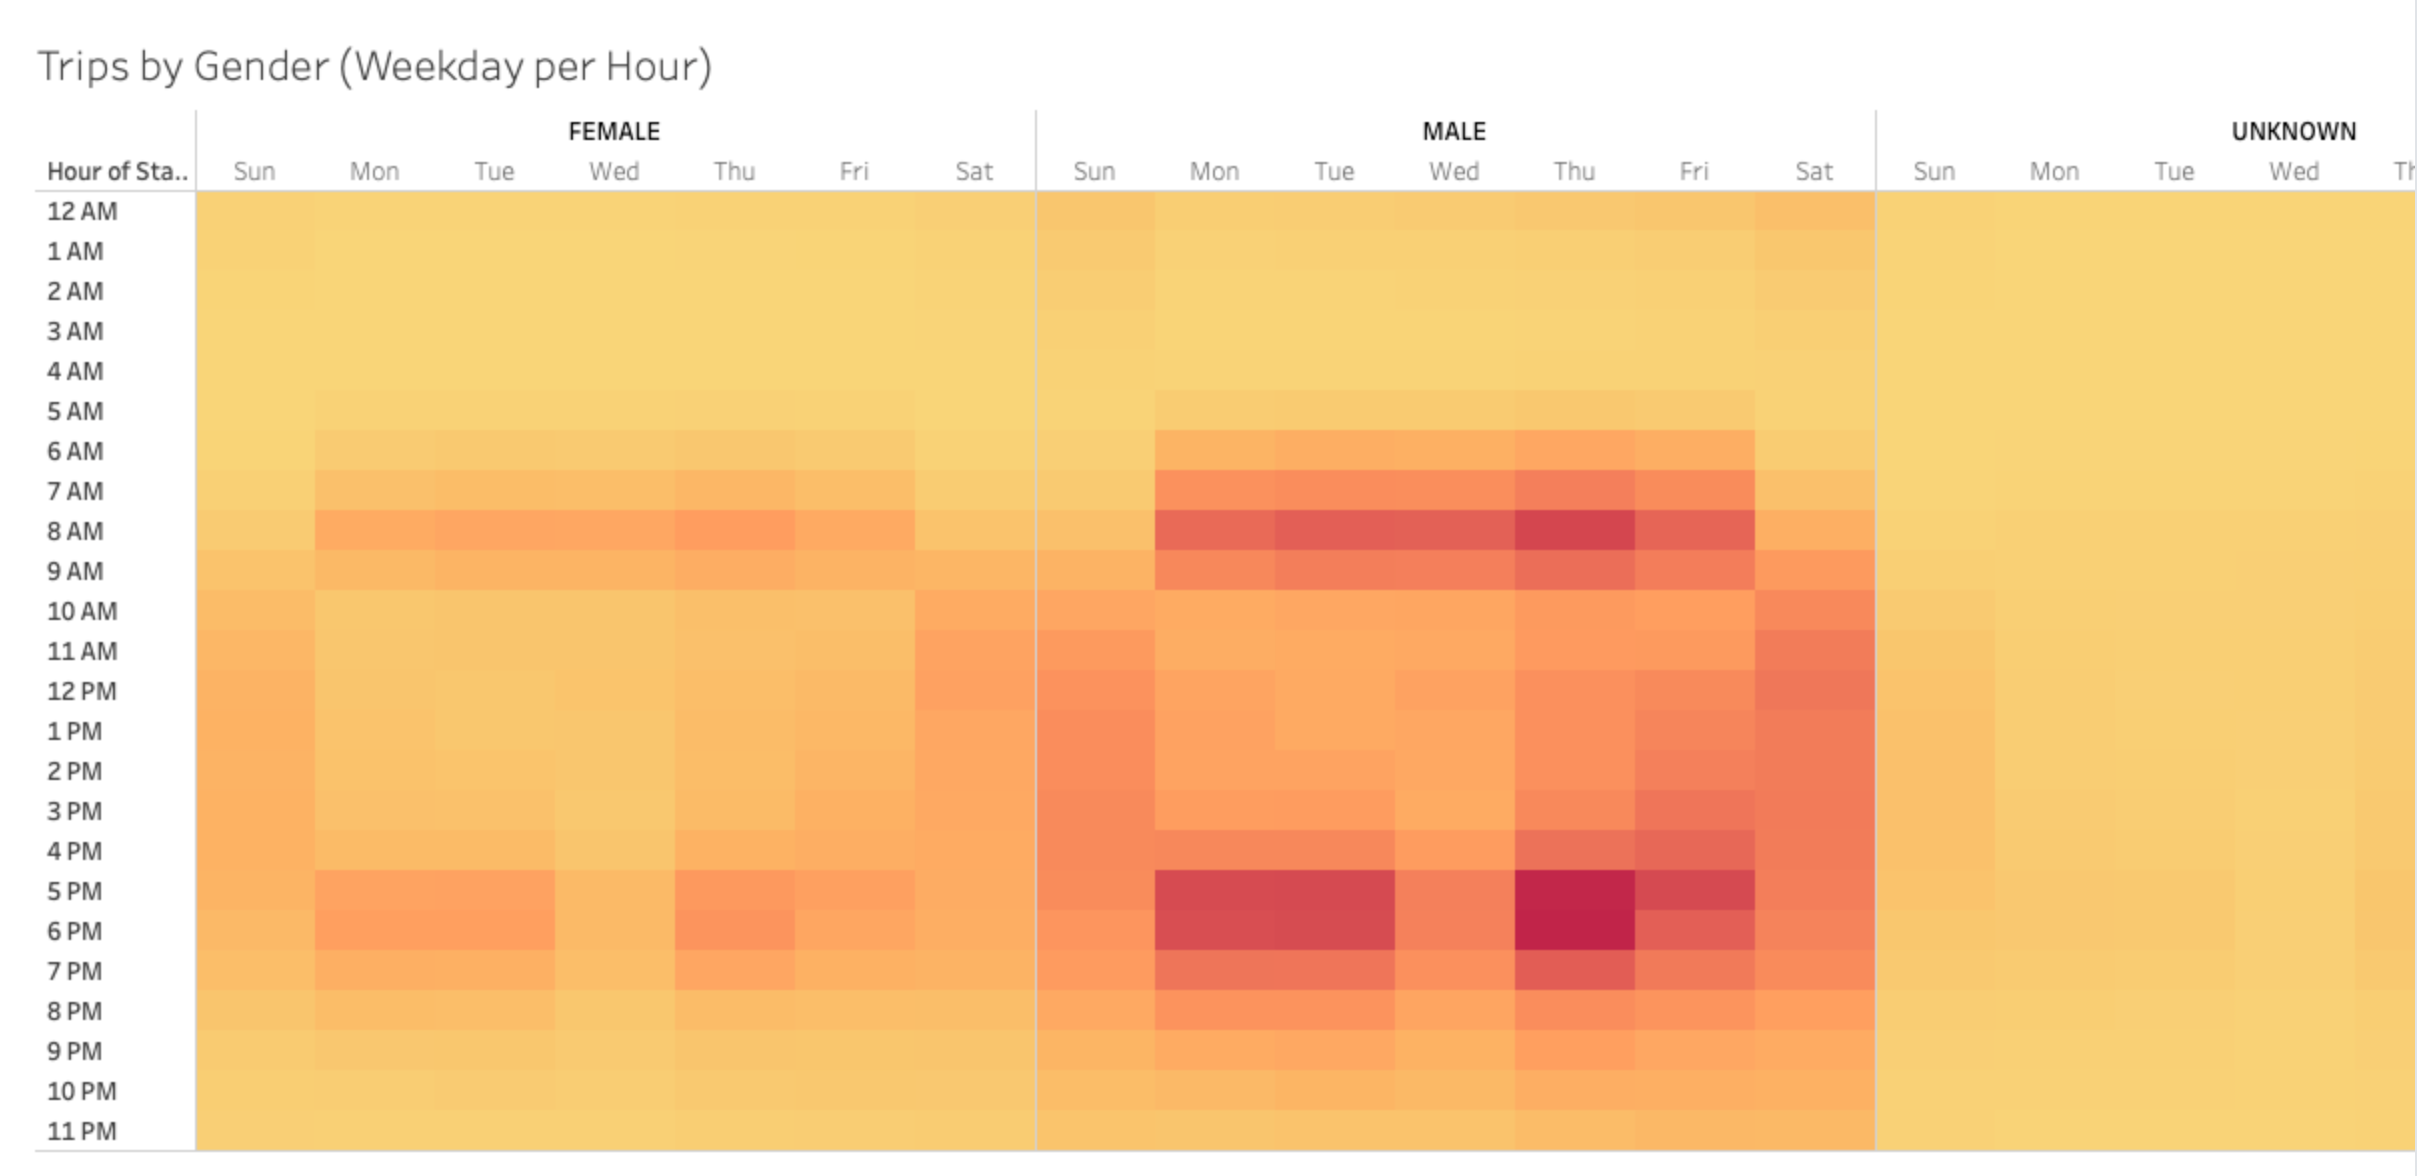 Trips by Gender (Weekday per Hour)
FEMALE MALE UNKNOWN
Hour of Sta.. Sun Mon Tue Wed Thu Fri Sat Sun Mon Tue Wed Thu Fri Sat Sun Mon Tue Wed
12 AM
1 AM
2 AM
3 AM
4 AM
5 AM
6 AM
7 AM
8 AM
9 AM
10 AM
11 AM
12 PM
1 PM
2 PM
3 PM
4 PM
5 PM
6 PM
7 PM
8 PM
9 PM
10 PM
11 PM